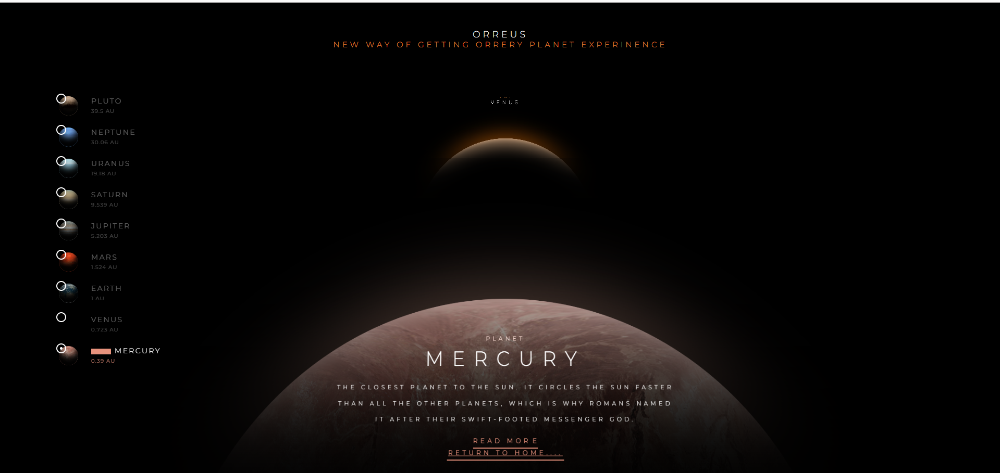 ORREUS
NEW WAY OF GETTING ORRERY PLANET EXPERINENCE
PLUTO
39.5 AU
NEPTUNE
30.06 AU
URANUS
19.18 AU
SATURN
9.539 AU
JUPITER
5.203 AU
MARS
1.524 AU
EARTH
1 AU
VENUS
0.723 AU
MERCURY
0.39 AU
VENUS
PLANET
MERCURY
THE CLOSEST PLANET TO THE SUN. IT CIRCLES THE SUN FASTER
THAN ALL THE OTHER PLANETS, WHICH IS WHY ROMANS NAMED
IT AFTER THEIR SWIFT-FOOTED MESSENGER GOD.
READ MORE
RETURN TO HOME....